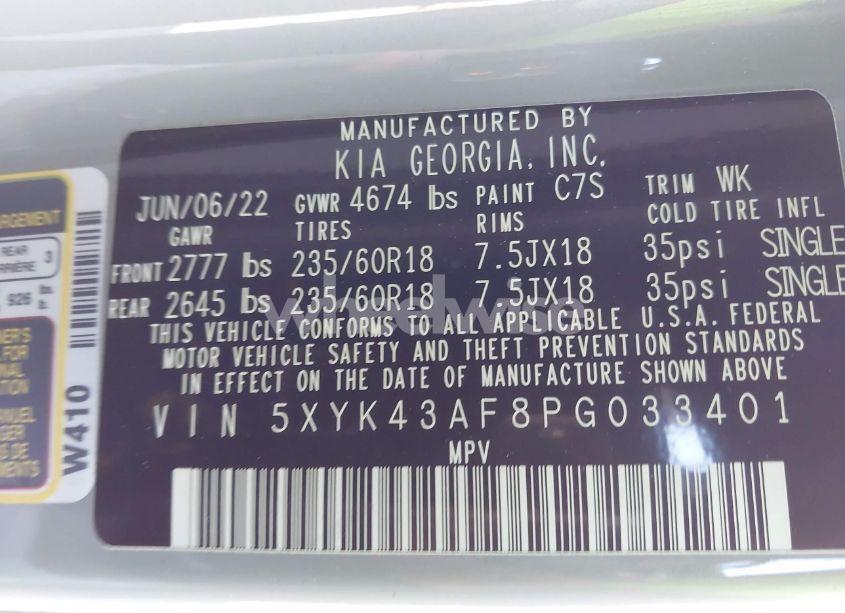 MANUFACTURED BY
KIA GEORGIA, INC.
JUN/06/22 GVWR 4674 lbs PAINT C7S TRIM WK
GAWR TIRES RIMS COLD TIRE INFL
FRONT 2777 lbs 235/60R18 7.5JX18 35psi SINGLE
REAR 2645 lbs 235/60R18 7.5JX18 35psi SINGLE
THIS VEHICLE CONFORMS TO ALL APPLICABLE U.S.A. FEDERAL
MOTOR VEHICLE SAFETY AND THEFT PREVENTION STANDARDS
IN EFFECT ON THE DATE OF MANUFACTURE SHOWN ABOVE
VIN 5XYK43AF8PG033401
MPV
REAR 3
926
W410